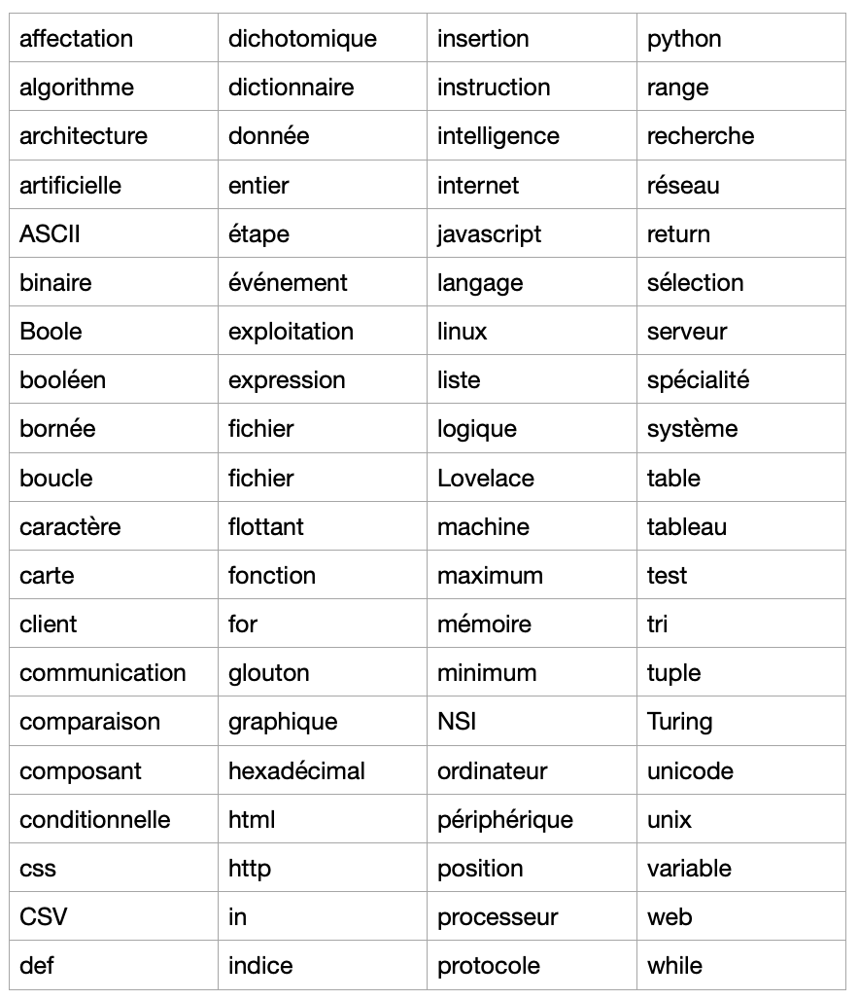 affectation dichotomique insertion python
algorithme dictionnaire instruction range
architecture donnée intelligence recherche
artificielle entier internet réseau
ASCII étape javascript return
binaire événement langage sélection
Boole exploitation linux serveur
booléen expression liste spécialité
bornée fichier logique système
boucle fichier Lovelace table
caractère flottant machine tableau
carte fonction maximum test
client for mémoire tri
communication glouton minimum tuple
comparaison graphique NSI Turing
composant hexadécimal ordinateur unicode
conditionnelle html périphérique unix
css http position variable
CSV in processeur web
def indice protocole while